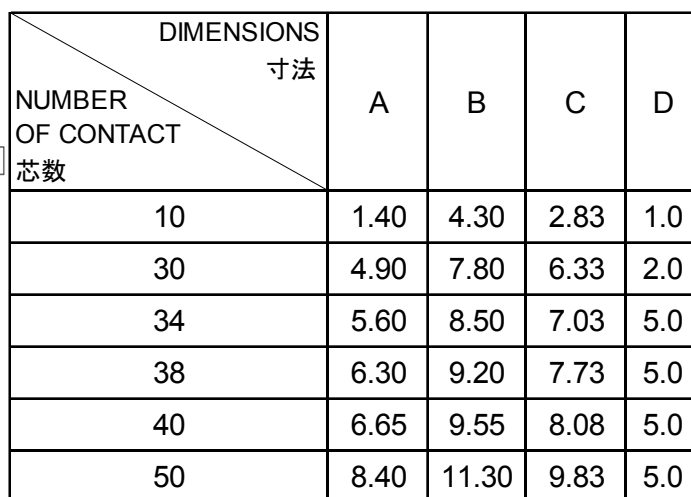 DIMENSIONS
寸法
NUMBER
OF CONTACT
芯数
A B C D
10 1.40 4.30 2.83 1.0
30 4.90 7.80 6.33 2.0
34 5.60 8.50 7.03 5.0
38 6.30 9.20 7.73 5.0
40 6.65 9.55 8.08 5.0
50 8.40 11.30 9.83 5.0